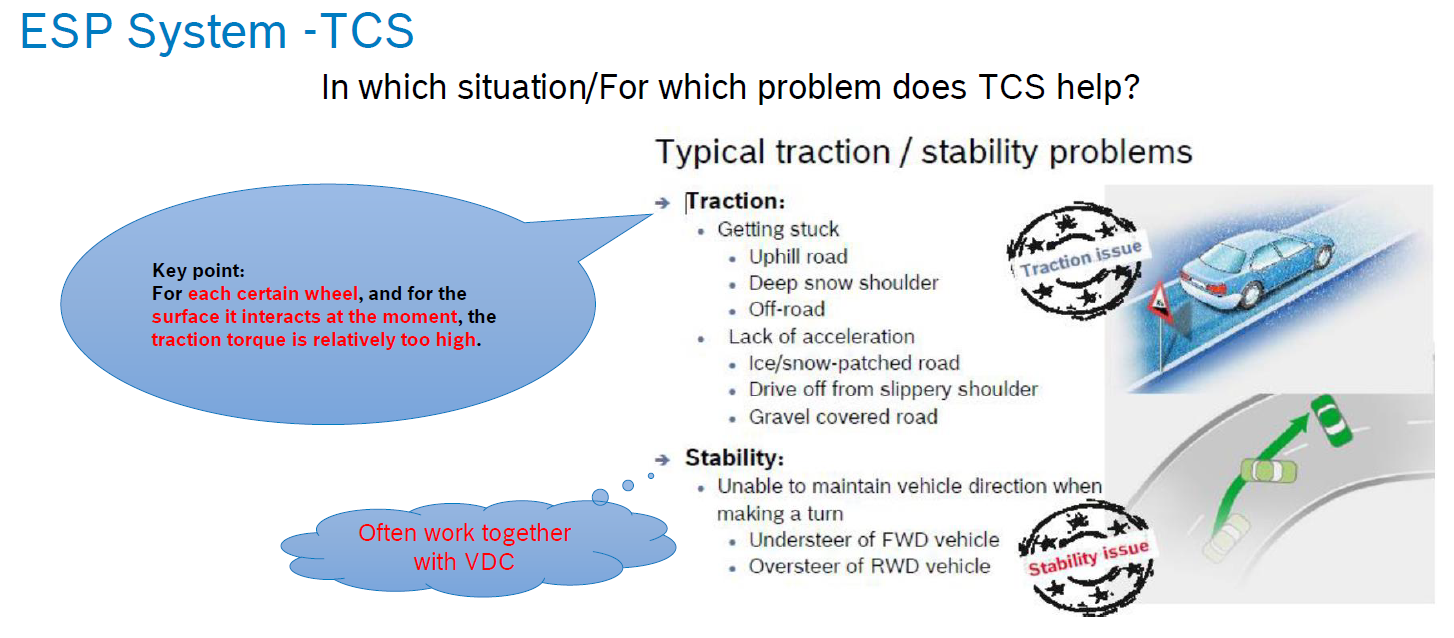 ESP System -TCS
In which situation/For which problem does TCS help?
Typical traction / stability problems
Key point:
For each certain wheel, and for the
surface it interacts at the moment, the
traction torque is relatively too high.
➔ Traction:
• Getting stuck
• Uphill road
• Deep snow shoulder
• Off-road
• Lack of acceleration
• Ice/snow-patched road
• Drive off from slippery shoulder
• Gravel covered road
Traction issue
➔ Stability:
• Unable to maintain vehicle direction when
making a turn
• Understeer of FWD vehicle
• Oversteer of RWD vehicle
Stability issue
Often work together
with VDC